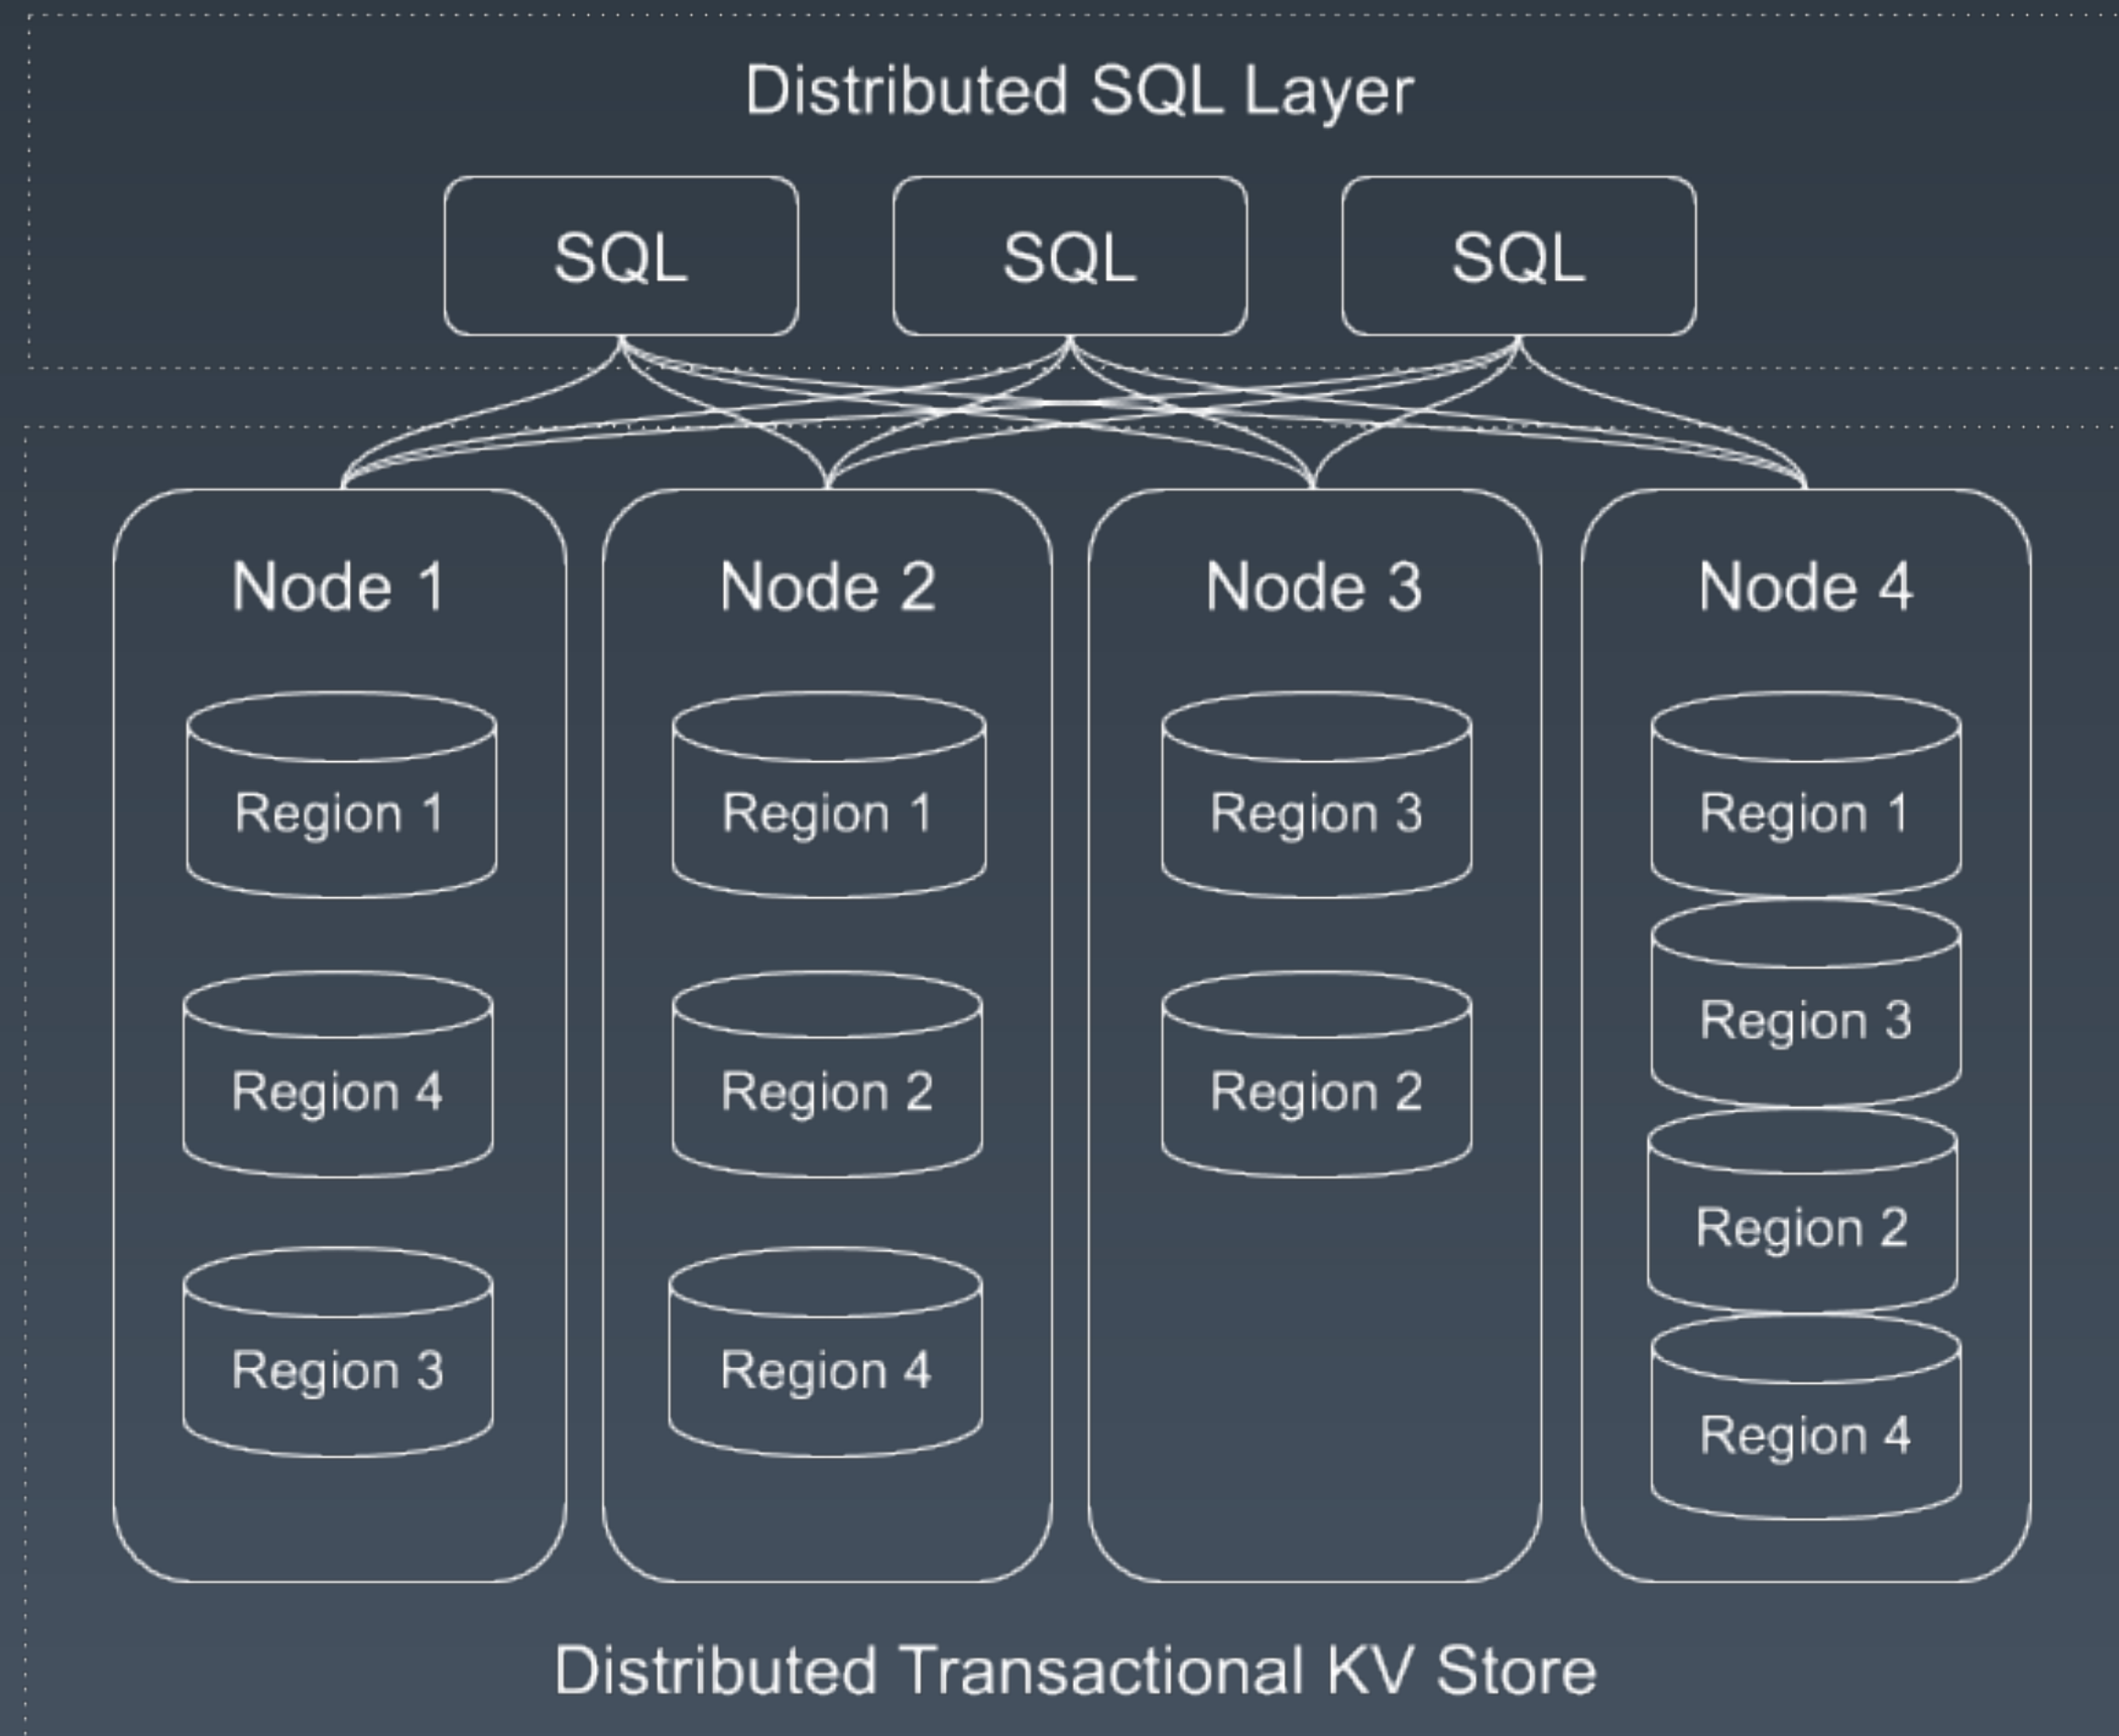 Distributed SQL Layer
SQL
SQL
SQL
Node 1
Region 1
Region 4
Region 3
Node 2
Region 1
Region 2
Region 4
Node 3
Region 3
Region 2
Node 4
Region 1
Region 3
Region 2
Region 4
Distributed Transactional KV Store